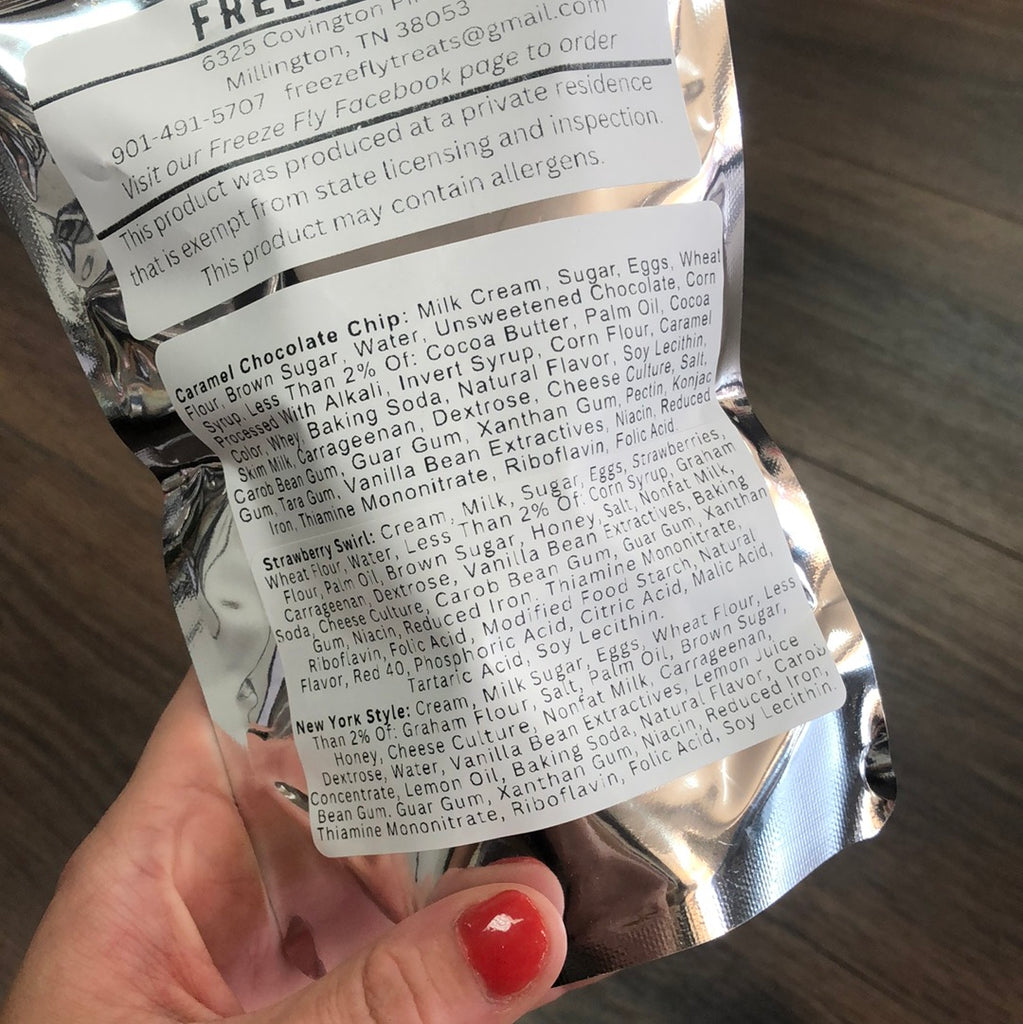 6325 Covington
Millington, TN 38053
901-491-5707 freezeflytreats@gmail.com
Visit our Freeze Fly Facebook page to order
This product was produced at a private residence
that is exempt from state licensing and inspection.
This product may contain allergens.
Caramel Chocolate Chip: Milk Cream, Sugar, Eggs, Wheat
Flour, Brown Sugar, Water, Unsweetened Chocolate, Corn
Syrup, Less Than 2% Of: Cocoa Butter, Palm Oil, Cocoa
Processed With Alkali, Invert Syrup, Corn Flour, Caramel
Color, Whey, Baking Soda, Natural Flavor, Soy Lecithin,
Skim Milk, Carrageenan, Dextrose, Cheese Culture, Salt,
Carob Bean Gum, Guar Gum, Xanthan Gum, Pectin, Konjac
Gum, Tara Gum, Vanilla Bean Extractives, Niacin, Reduced
Iron, Thiamine Mononitrate, Riboflavin, Folic Acid
Strawberry Swirl: Cream, Milk, Sugar, Eggs, Strawberries,
Wheat Flour, Water, Less Than 2% Of: Corn Syrup, Graham
Flour, Palm Oil, Brown Sugar, Honey, Salt, Nonfat Milk,
Carrageenan, Dextrose, Vanilla Bean Extractives, Baking
Soda, Cheese Culture, Carob Bean Gum, Guar Gum, Xanthan
Gum, Niacin, Reduced Iron, Thiamine Mononitrate,
Riboflavin, Folic Acid, Modified Food Starch, Natural
Flavor, Red 40, Phosphoric Acid, Citric Acid, Malic Acid,
Tartaric Acid, Soy Lecithin.
New York Style: Cream, Milk Sugar, Eggs, Wheat Flour, Less
Than 2% Of: Graham Flour, Salt, Palm Oil, Brown Sugar,
Honey, Cheese Culture, Nonfat Milk, Carrageenan,
Dextrose, Water, Vanilla Bean Extractives, Lemon Juice
Concentrate, Lemon Oil, Baking Soda, Natural Flavor, Carob
Bean Gum. Guar Gum, Xanthan Gum, Niacin, Reduced Iron,
Thiamine Mononitrate, Riboflavin, Folic Acid, Soy Lecithin.